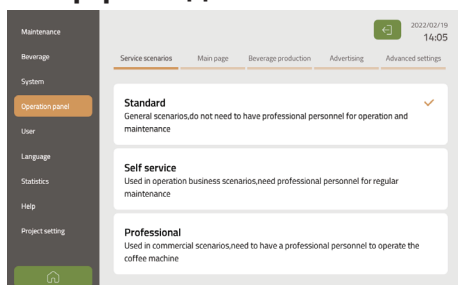 Maintenance
Beverage
System
Operation panel
User
Language
Statistics
Help
Project setting
2022/02/19
14:05
Service scenarios Main page Beverage production Advertising Advanced settings
Standard
General scenarios,do not need to have professional personnel for operation and
maintenance
Self service
Used in operation business scenarios,need professional personnel for regular
maintenance
Professional
Used in commercial scenarios,need to have a professional personnel to operate the
coffee machine